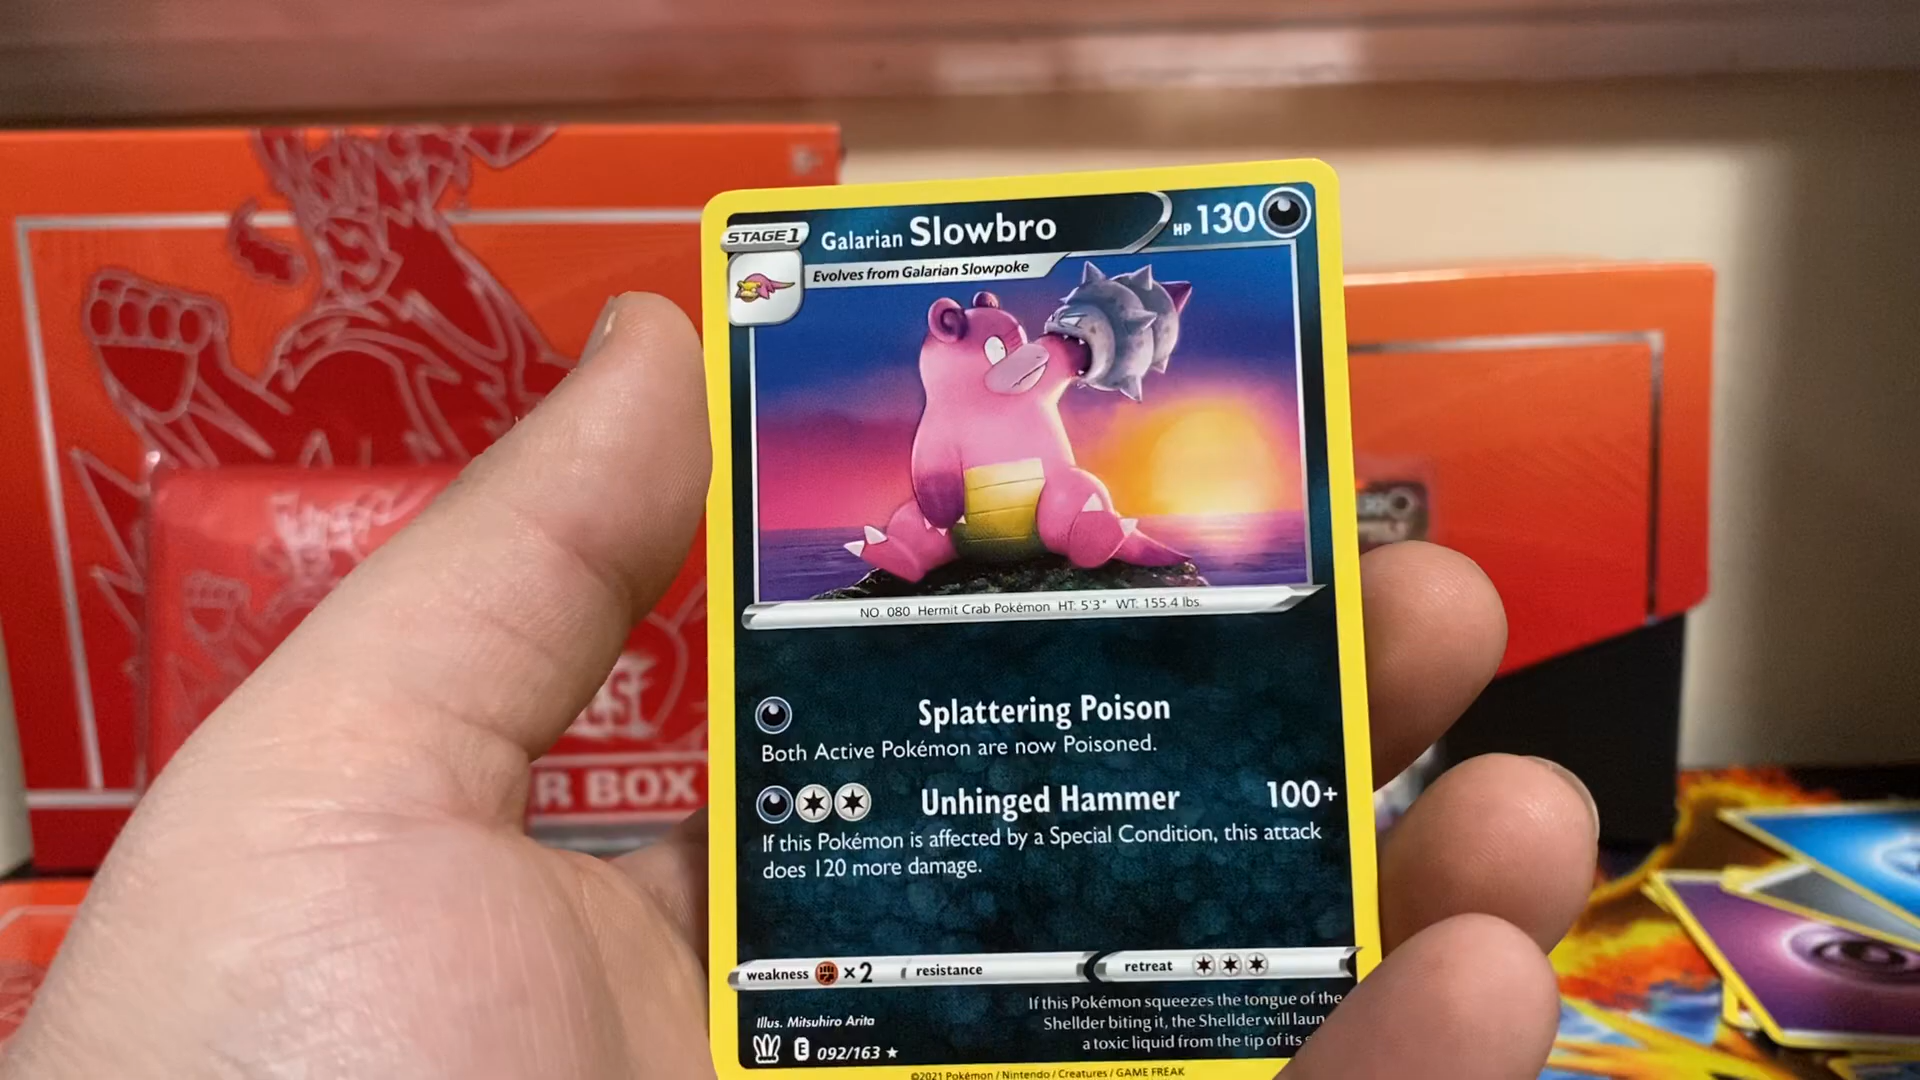 STAGE 1
Galarian Slowbro
HP 130
Evolves from Galarian Slowpoke
NO. 080 Hermit Crab Pokémon HT: 5'3" WT: 155.4 lbs.
Splattering Poison
Both Active Pokémon are now Poisoned.
Unhinged Hammer 100+
If this Pokémon is affected by a Special Condition, this attack
does 120 more damage.
weakness ×2 resistance retreat
Illus. Mitsuhiro Arita
If this Pokémon squeezes the tongue of the
Shellder biting it, the Shellder will laun
a toxic liquid from the tip of its
E 092/163
©2021 Pokémon / Nintendo / Creatures / GAME FREAK
R BOX